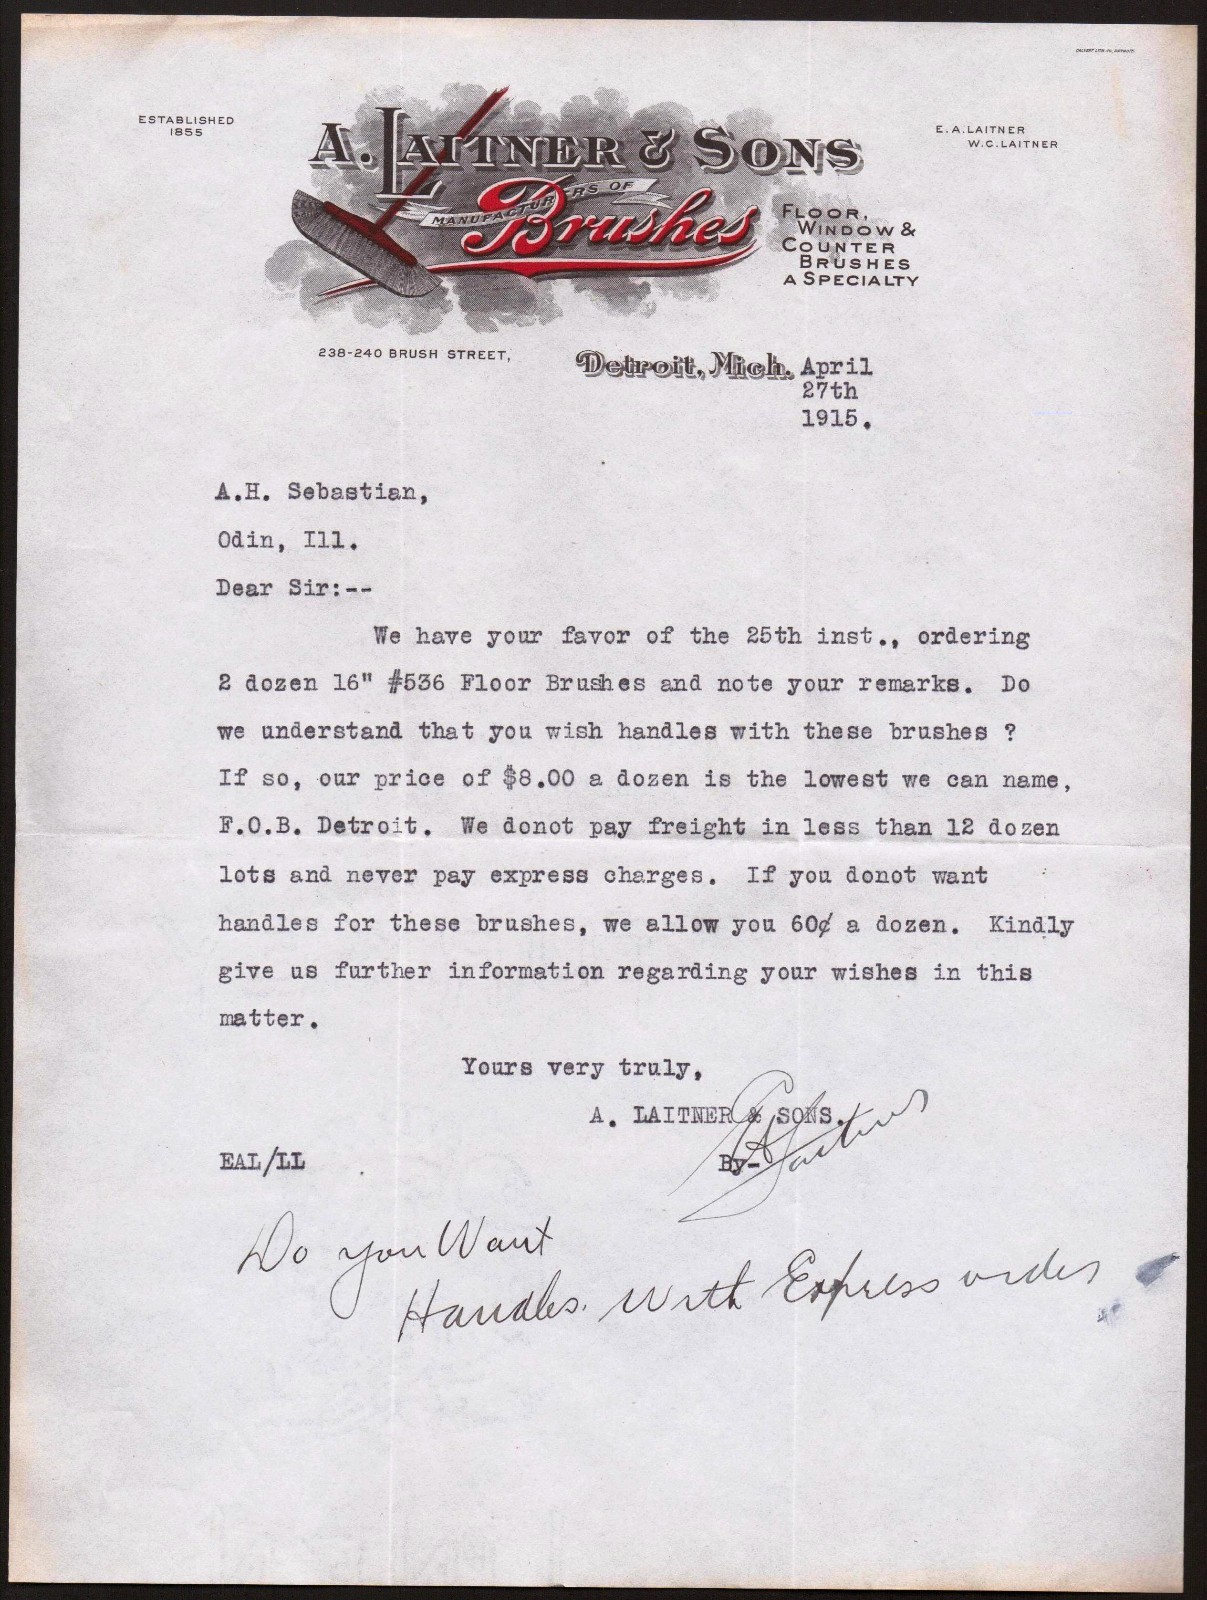 CALVERT LITH. CO., DETROIT.
ESTABLISHED
1855
A. LAITNER & SONS
MANUFACTURERS OF
Brushes
E. A. LAITNER
W. C. LAITNER
FLOOR,
WINDOW &
COUNTER
BRUSHES
A SPECIALTY
238-240 BRUSH STREET,
Detroit, Mich. April
27th
1915.
A.H. Sebastian,
Odin, Ill.
Dear Sir:--
We have your favor of the 25th inst., ordering
2 dozen 16" #536 Floor Brushes and note your remarks. Do
we understand that you wish handles with these brushes ?
If so, our price of $8.00 a dozen is the lowest we can name,
F.O.B. Detroit. We donot pay freight in less than 12 dozen
lots and never pay express charges. If you donot want
handles for these brushes, we allow you 60¢ a dozen. Kindly
give us further information regarding your wishes in this
matter.
Yours very truly,
A. LAITNER & SONS.
EAL/LL
By- EALaitner
Do you Want
Handles. With Express order